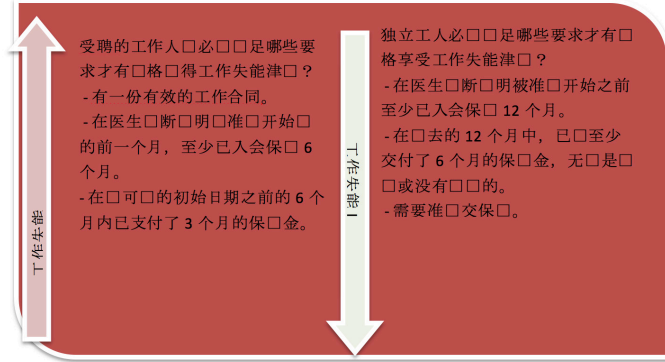 受聘的工作人□必□□足哪些要
求才有□格□得工作失能津□？
- 有一份有效的工作合同。
- 在医生□断□明□准□开始□
的前一个月，至少已入会保□ 6
个月。
- 在□可□的初始日期之前的 6 个
月内已支付了 3 个月的保□金。
工作失能
独立工人必□□足哪些要求才有□
格享受工作失能津□？
- 在医生□断□明被准□开始之前
至少已入会保□ 12 个月。
- 在□去的 12 个月中，已□至少
交付了 6 个月的保□金，无□是□
□或没有□□的。
- 需要准□交保□。
工作失能 I